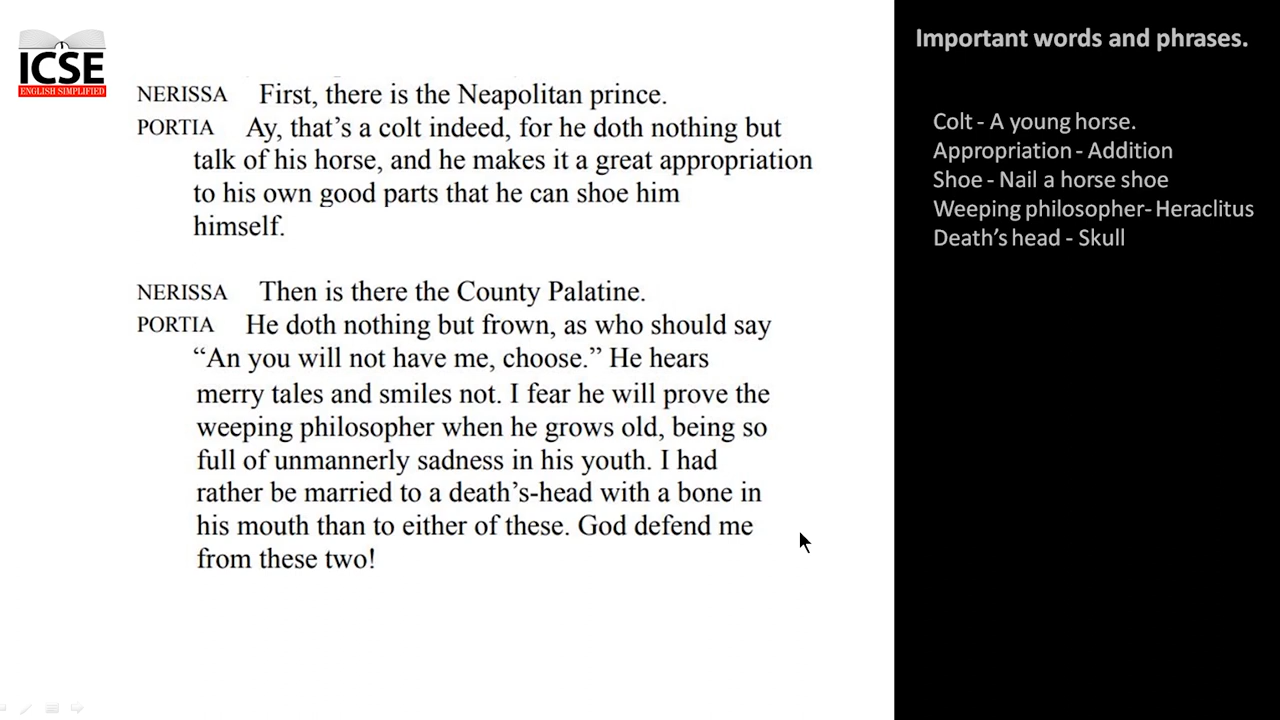 ICSE
ENGLISH SIMPLIFIED
NERISSA First, there is the Neapolitan prince.
PORTIA Ay, that's a colt indeed, for he doth nothing but
talk of his horse, and he makes it a great appropriation
to his own good parts that he can shoe him
himself.
NERISSA Then is there the County Palatine.
PORTIA He doth nothing but frown, as who should say
“An you will not have me, choose.” He hears
merry tales and smiles not. I fear he will prove the
weeping philosopher when he grows old, being so
full of unmannerly sadness in his youth. I had
rather be married to a death's-head with a bone in
his mouth than to either of these. God defend me
from these two!
Important words and phrases.
Colt - A young horse.
Appropriation - Addition
Shoe - Nail a horse shoe
Weeping philosopher- Heraclitus
Death's head - Skull